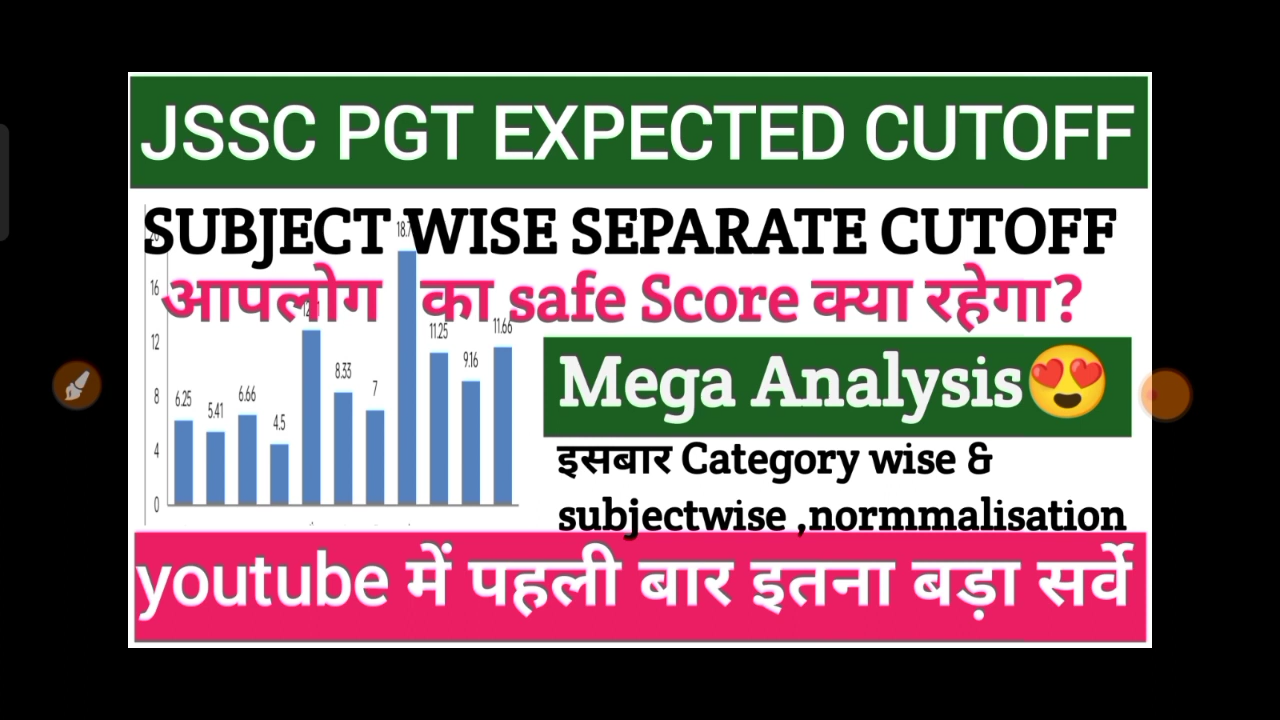 JSSC PGT EXPECTED CUTOFF
SUBJECT WISE SEPARATE CUTOFF
आपलोग का safe Score क्या रहेगा?
Mega Analysis
इसबार Category wise &
subjectwise ,normmalisation
16
12
8
4
0
6.25
5.41
6.66
4.5
8.33
7
11.25
9.16
11.66
youtube में पहली बार इतना बड़ा सर्वे